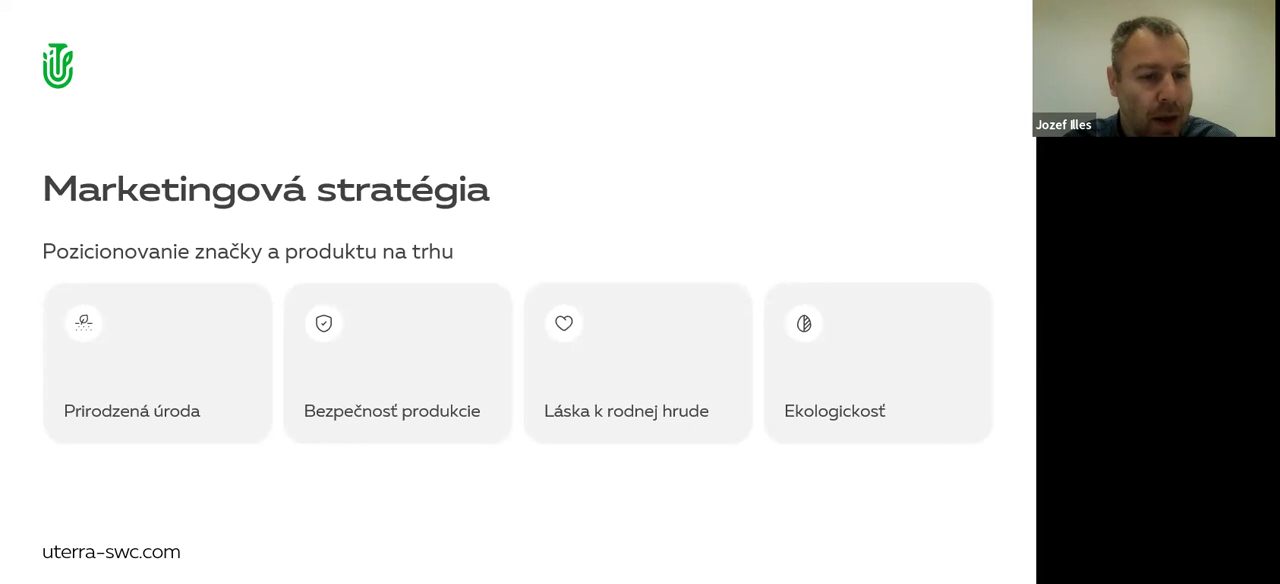 Marketingová stratégia
Pozicionovanie značky a produktu na trhu
Prirodzená úroda
Bezpečnosť produkcie
Láska k rodnej hrude
Ekologickosť
uterra-swc.com
Jozef Illes